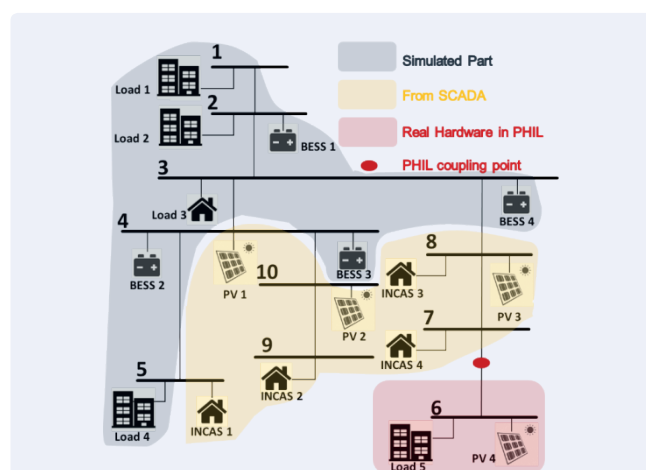 1
Load 1
2
Load 2
BESS 1
3
Load 3
BESS 4
4
BESS 2
PV 1
BESS 3
10
PV 2
8
INCAS 3
PV 3
7
INCAS 4
9
INCAS 2
5
Load 4
INCAS 1
6
Load 5
PV 4
Simulated Part
From SCADA
Real Hardware in PHIL
PHIL coupling point